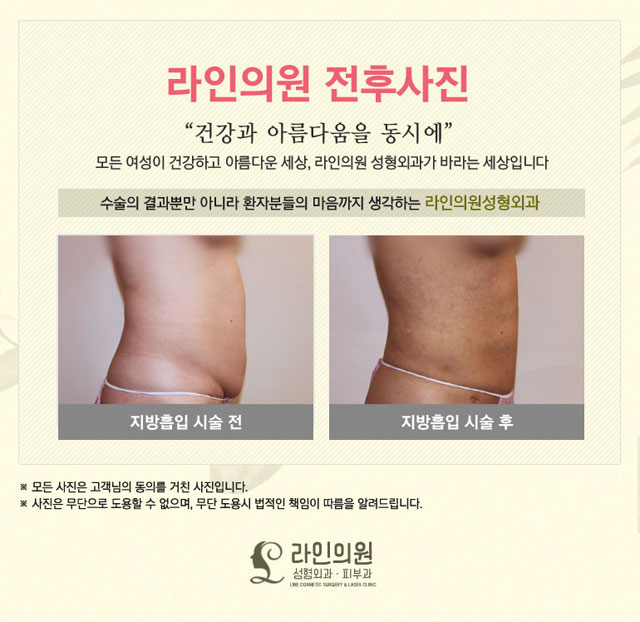 라인의원 전후사진
“건강과 아름다움을 동시에”
모든 여성이 건강하고 아름다운 세상, 라인의원 성형외과가 바라는 세상입니다
수술의 결과뿐만 아니라 환자분들의 마음까지 생각하는 라인의원성형외과
지방흡입 시술 전
지방흡입 시술 후
※ 모든 사진은 고객님의 동의를 거친 사진입니다.
※ 사진은 무단으로 도용할 수 없으며, 무단 도용시 법적인 책임이 따름을 알려드립니다.
라인의원
성형외과 · 피부과
LINE COSMETIC SURGERY & LASER CLINIC